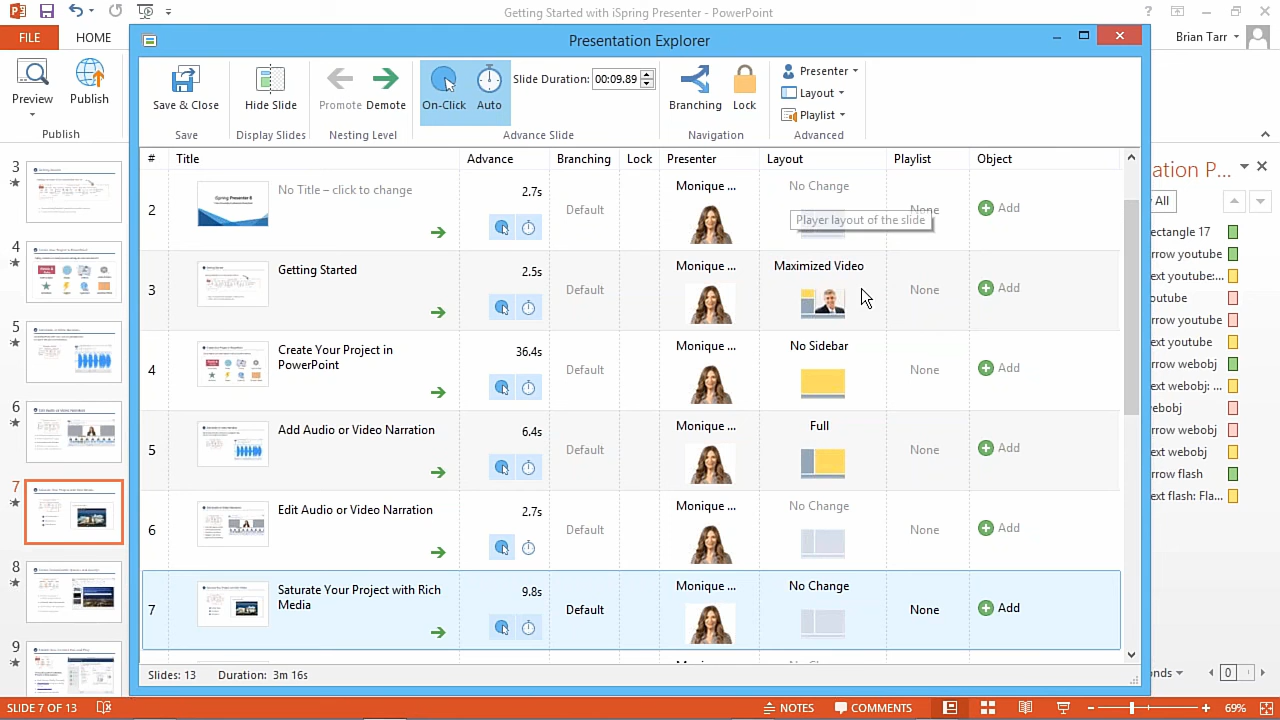 Getting Started with iSpring Presenter - PowerPoint
FILE
HOME
Brian Tarr
Presentation Explorer
Preview
Publish
Publish
Save & Close
Save
Hide Slide
Display Slides
Promote
Demote
Nesting Level
On-Click
Auto
Slide Duration: 00:09.89
Advance Slide
Branching
Lock
Navigation
Presenter
Layout
Playlist
Advanced
# Title Advance Branching Lock Presenter Layout Playlist Object
2 No Title – click to change 2.7s Default Monique ... No Change None Add
Player layout of the slide
3 Getting Started 2.5s Default Monique ... Maximized Video None Add
4 Create Your Project in
PowerPoint 36.4s Default Monique ... No Sidebar None Add
5 Add Audio or Video Narration 6.4s Default Monique ... Full None Add
6 Edit Audio or Video Narration 2.7s Default Monique ... No Change None Add
7 Saturate Your Project with Rich
Media 9.8s Default Monique ... No Change None Add
Monique ... No Change
Slides: 13 Duration: 3m 16s
3
4
5
6
7
8
9
ation P...
All
ectangle 17
rrow youtube
ext youtube:...
outube
rrow youtube
ext youtube
rrow webobj
ext webobj: ...
ebobj
rrow webobj
ext webobj
rrow flash
ext flash: Fla...
onds
0
SLIDE 7 OF 13
NOTES
COMMENTS
69%